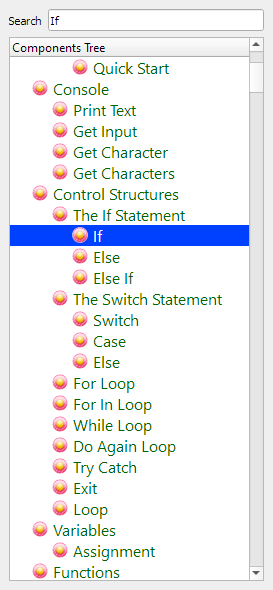 Search If
Components Tree
Quick Start
Console
Print Text
Get Input
Get Character
Get Characters
Control Structures
The If Statement
If
Else
Else If
The Switch Statement
Switch
Case
Else
For Loop
For In Loop
While Loop
Do Again Loop
Try Catch
Exit
Loop
Variables
Assignment
Functions